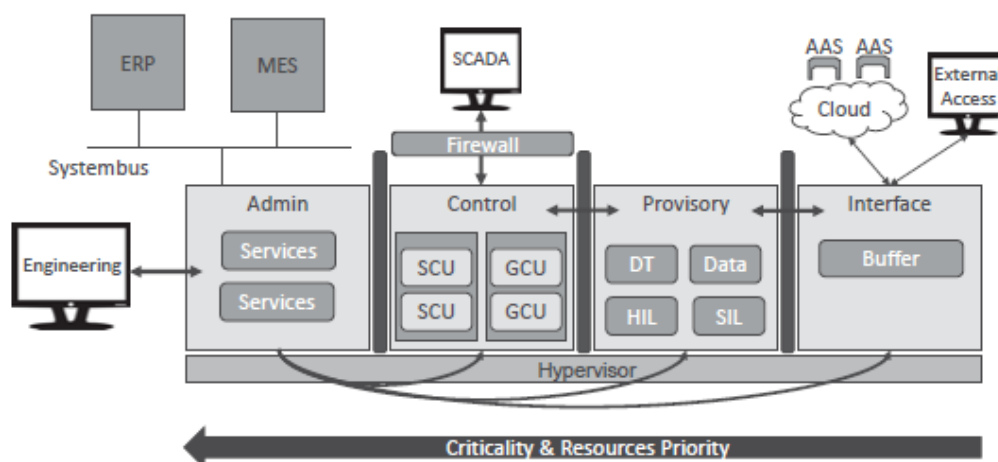 ERP
MES
SCADA
AAS AAS
External
Access
Cloud
Firewall
Systembus
Admin
Control
Provisory
Interface
Engineering
Services
Services
SCU
GCU
SCU
GCU
DT
Data
HIL
SIL
Buffer
Hypervisor
Criticality & Resources Priority